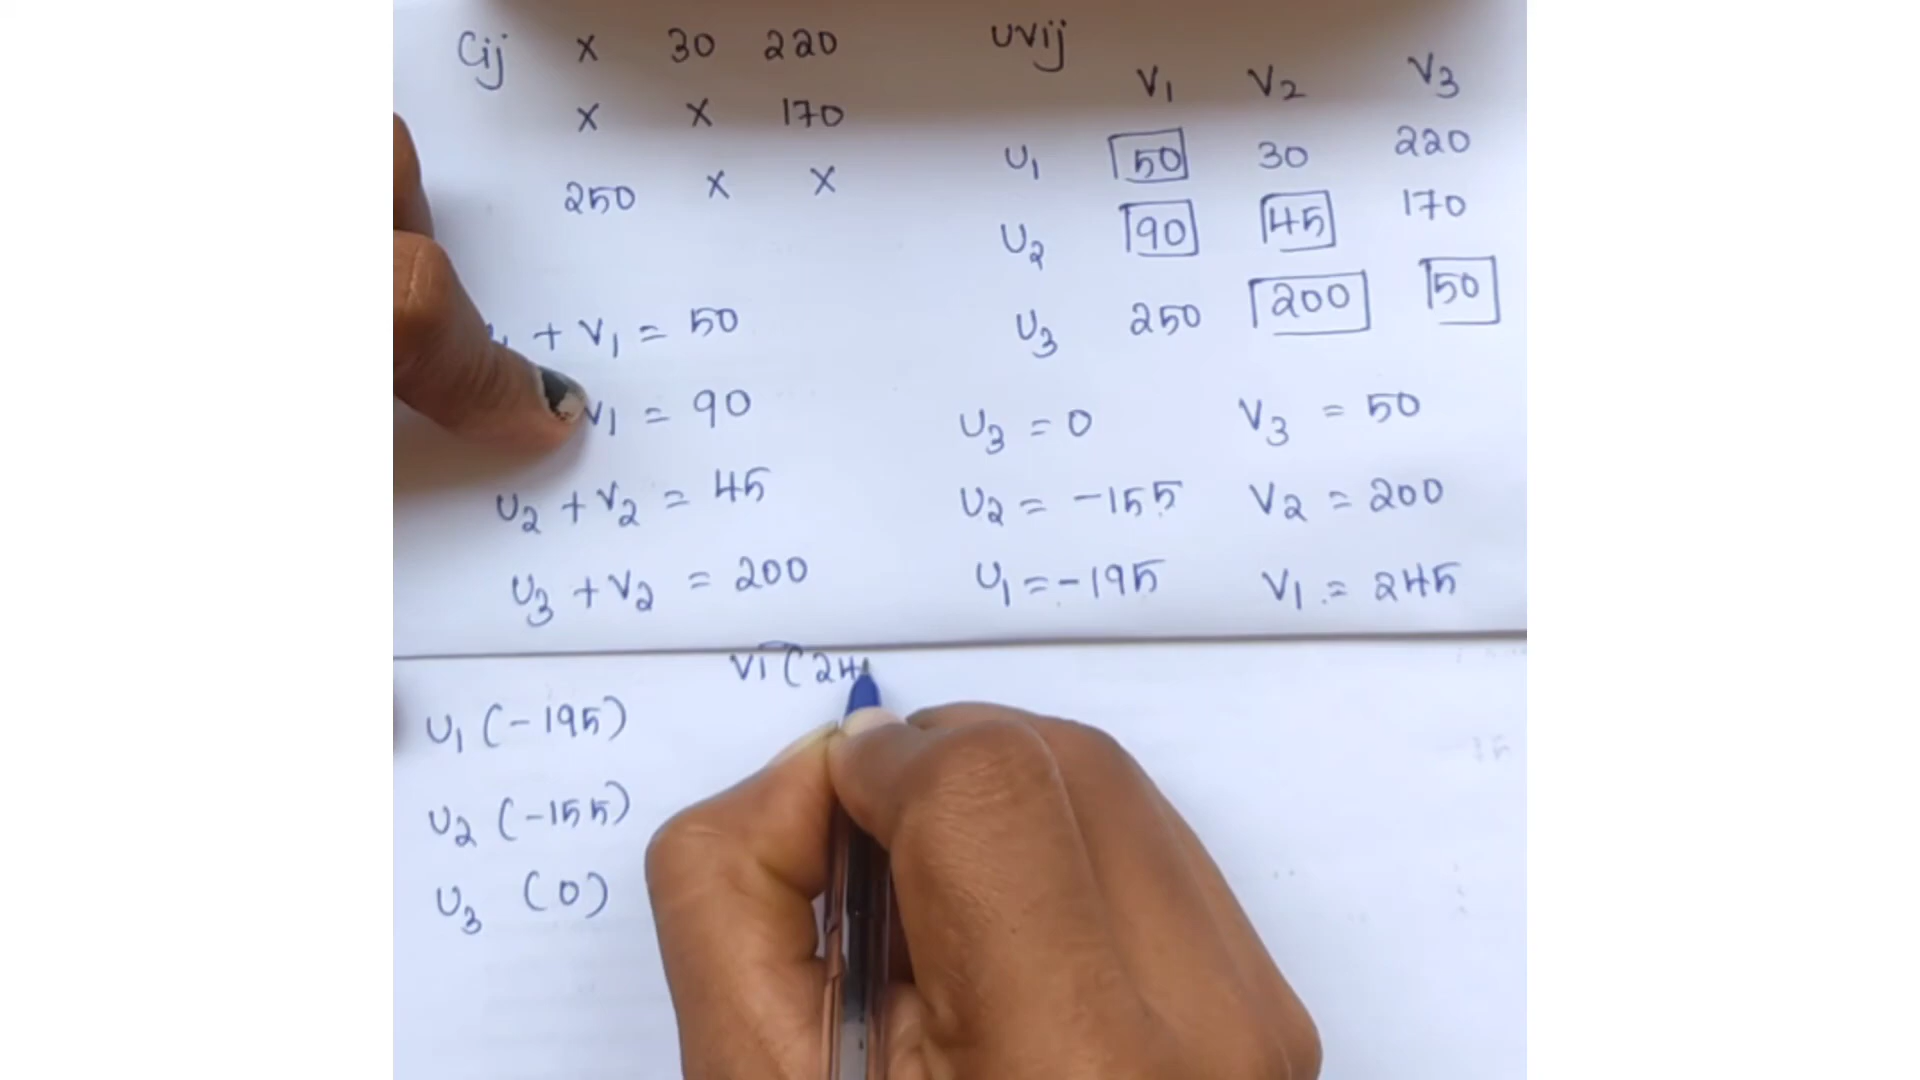 Cij x 30 220
x x 170
250 x x
UVij
V1 V2 V3
U1 50 30 220
U2 90 45 170
U3 250 200 50
+ V1 = 50
V1 = 90
U2 + V2 = 45
U3 + V2 = 200
U3 = 0 V3 = 50
U2 = -155 V2 = 200
U1 = -195 V1 = 245
V1 (24
U1 (-195)
U2 (-155)
U3 (0)